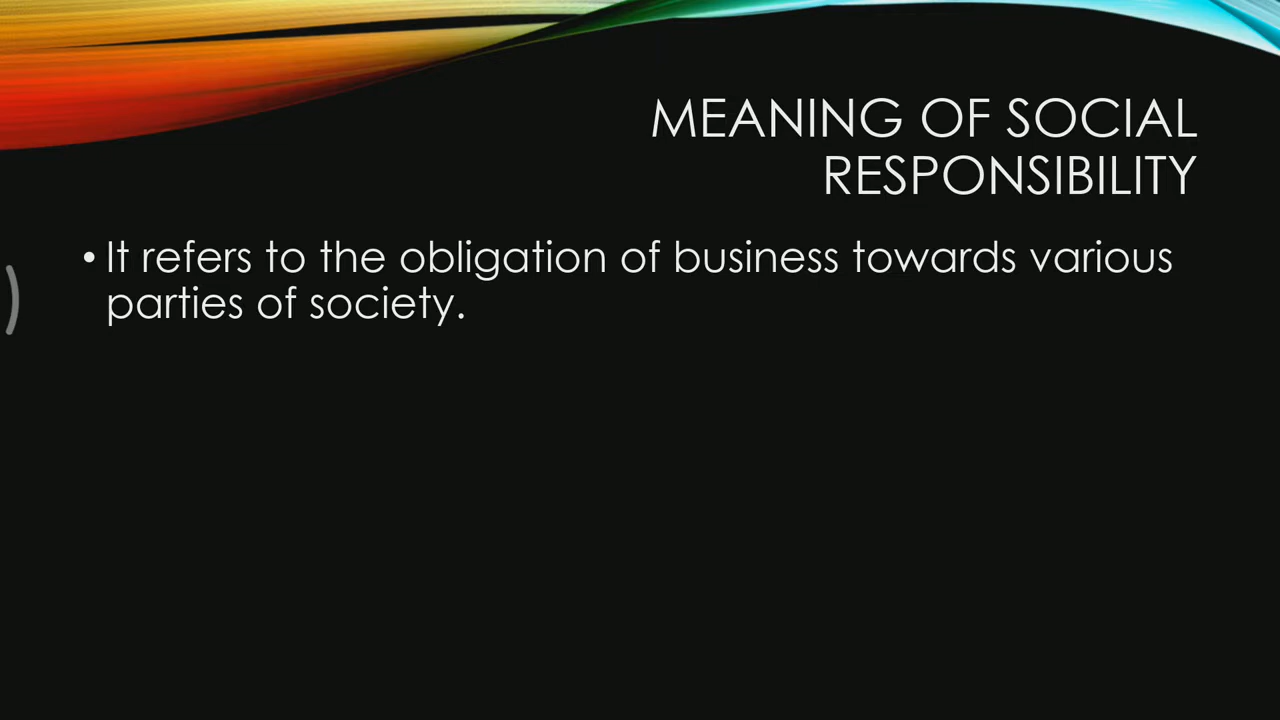 MEANING OF SOCIAL
RESPONSIBILITY
• It refers to the obligation of business towards various
parties of society.